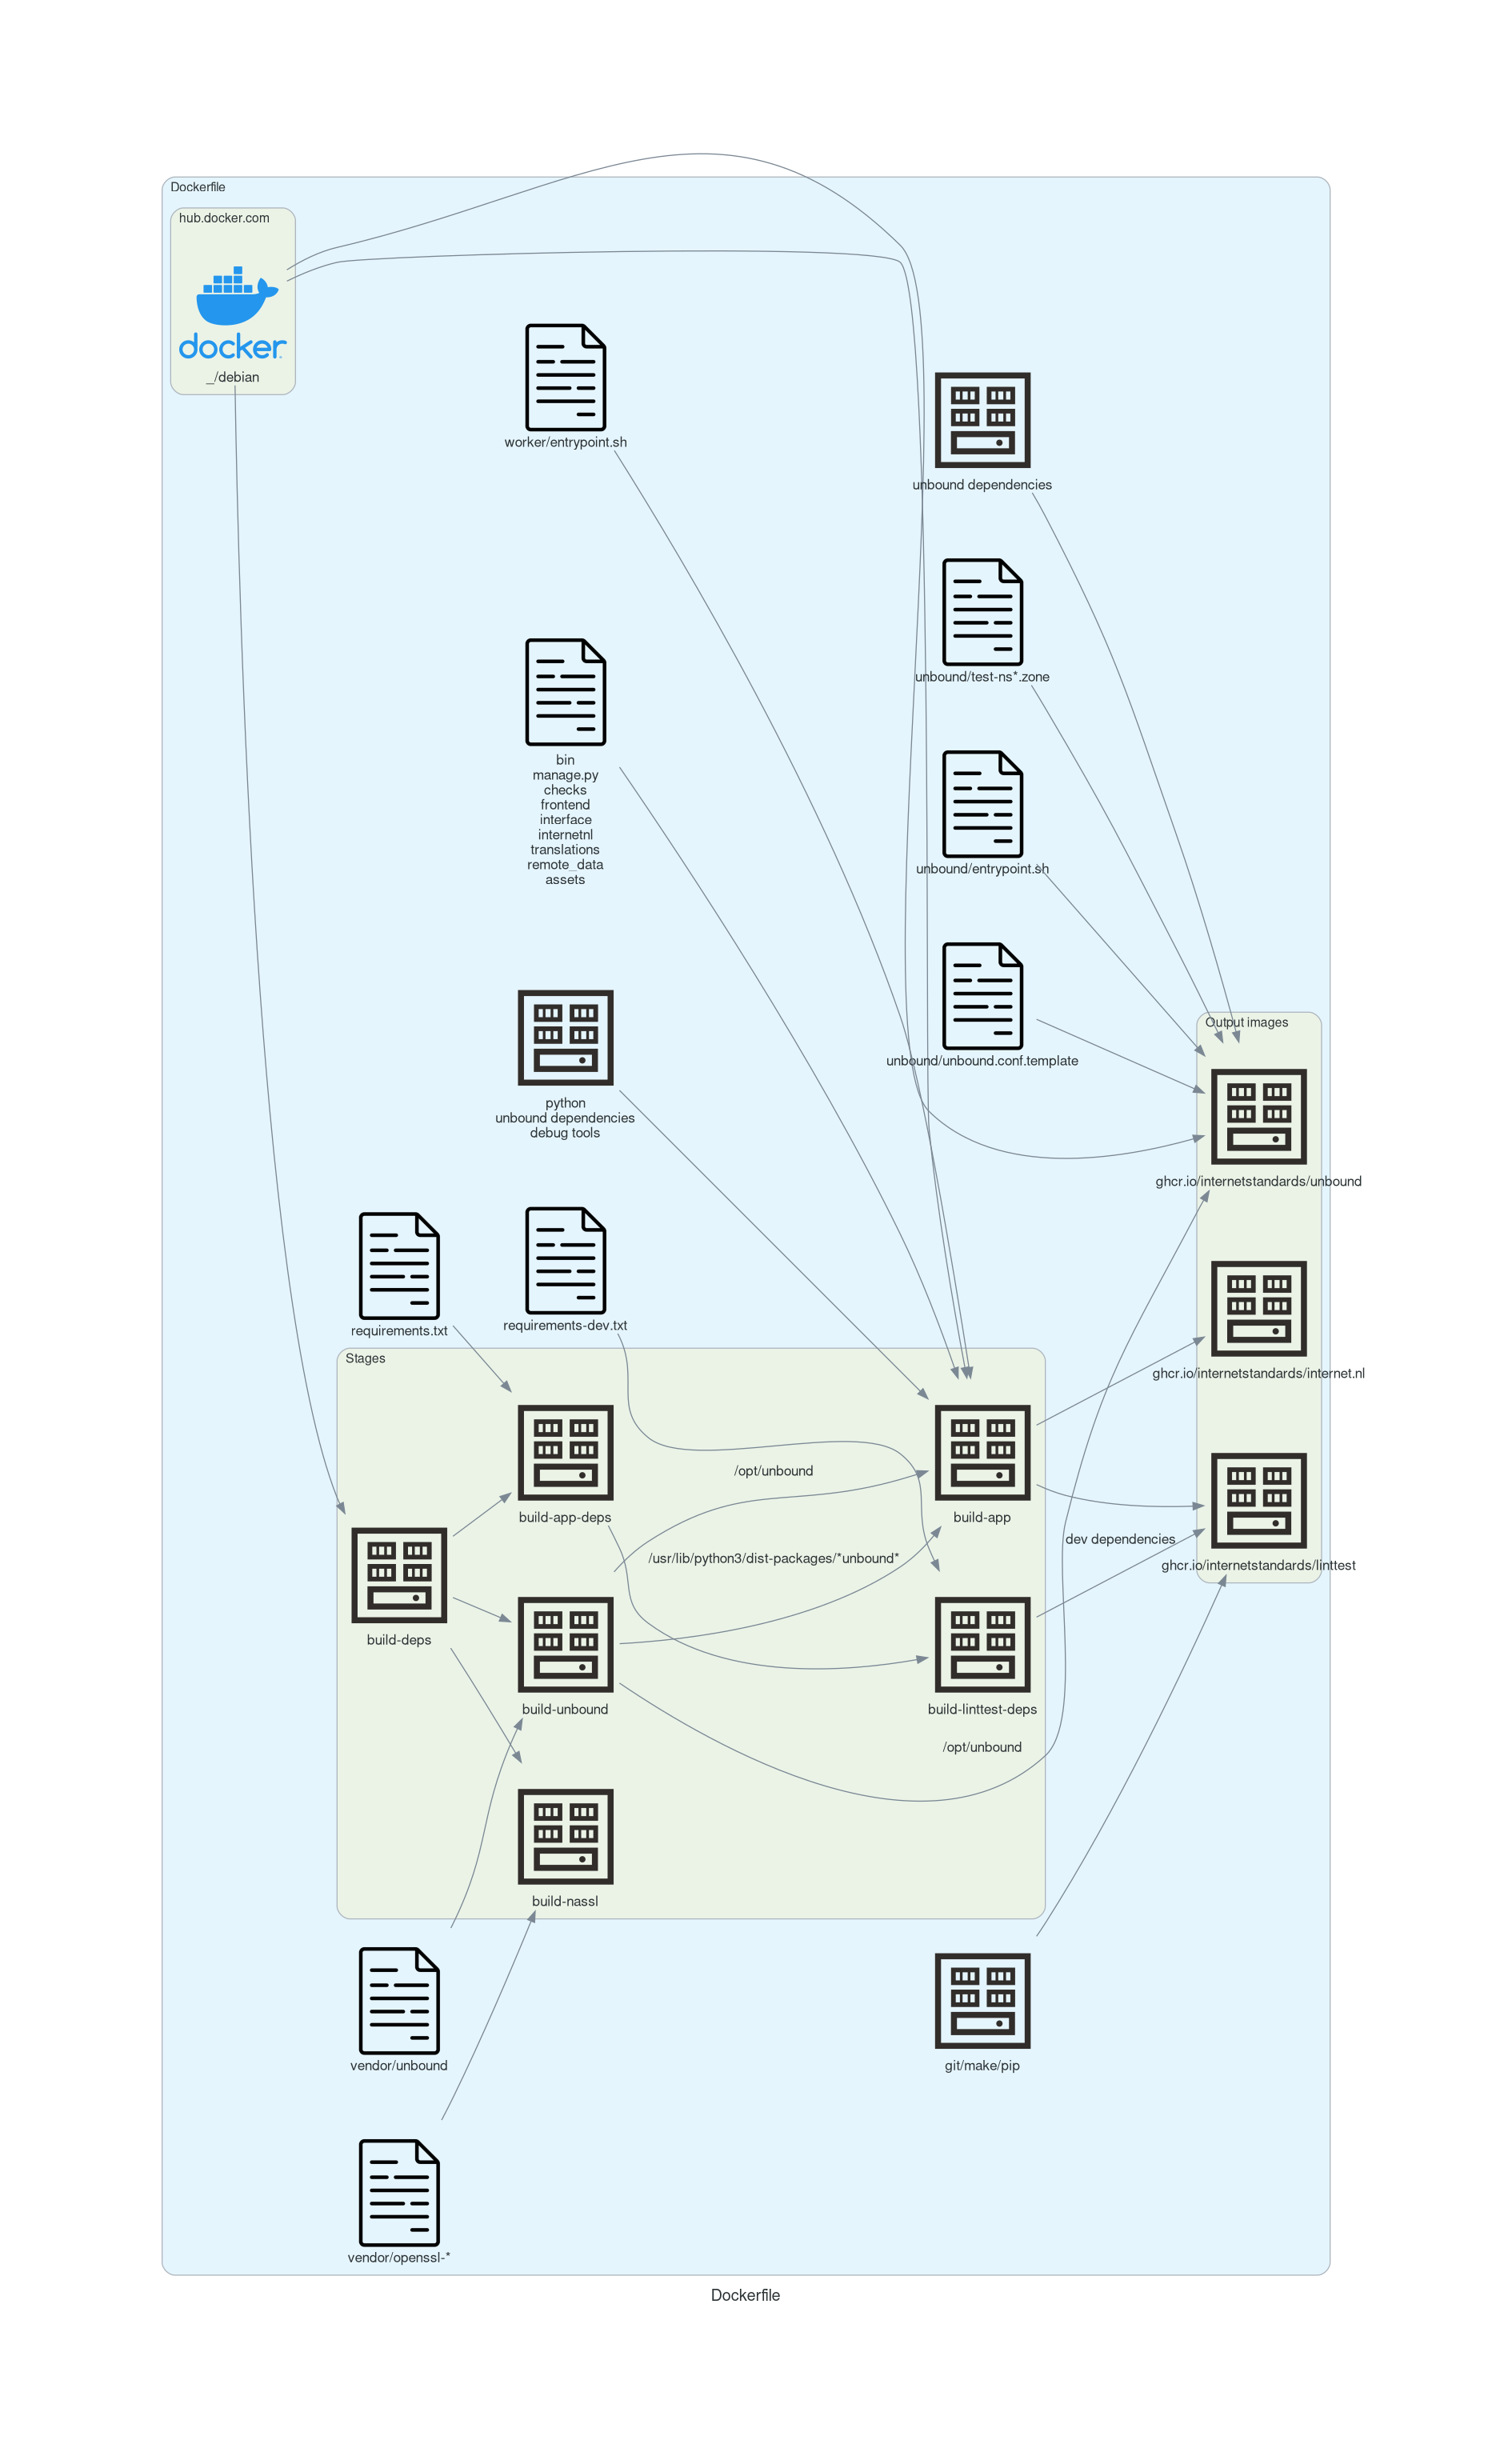 Dockerfile
hub.docker.com
docker
_/debian
worker/entrypoint.sh
unbound dependencies
unbound/test-ns*.zone
bin
manage.py
checks
frontend
interface
internetnl
translations
remote_data
assets
unbound/entrypoint.sh
Output images
unbound/unbound.conf.template
python
unbound dependencies
debug tools
ghcr.io/internetstandards/unbound
requirements.txt
requirements-dev.txt
Stages
ghcr.io/internetstandards/internet.nl
/opt/unbound
build-app-deps
build-app
dev dependencies
/usr/lib/python3/dist-packages/*unbound*
ghcr.io/internetstandards/linttest
build-deps
build-unbound
build-linttest-deps
/opt/unbound
build-nassl
vendor/unbound
git/make/pip
vendor/openssl-*
Dockerfile